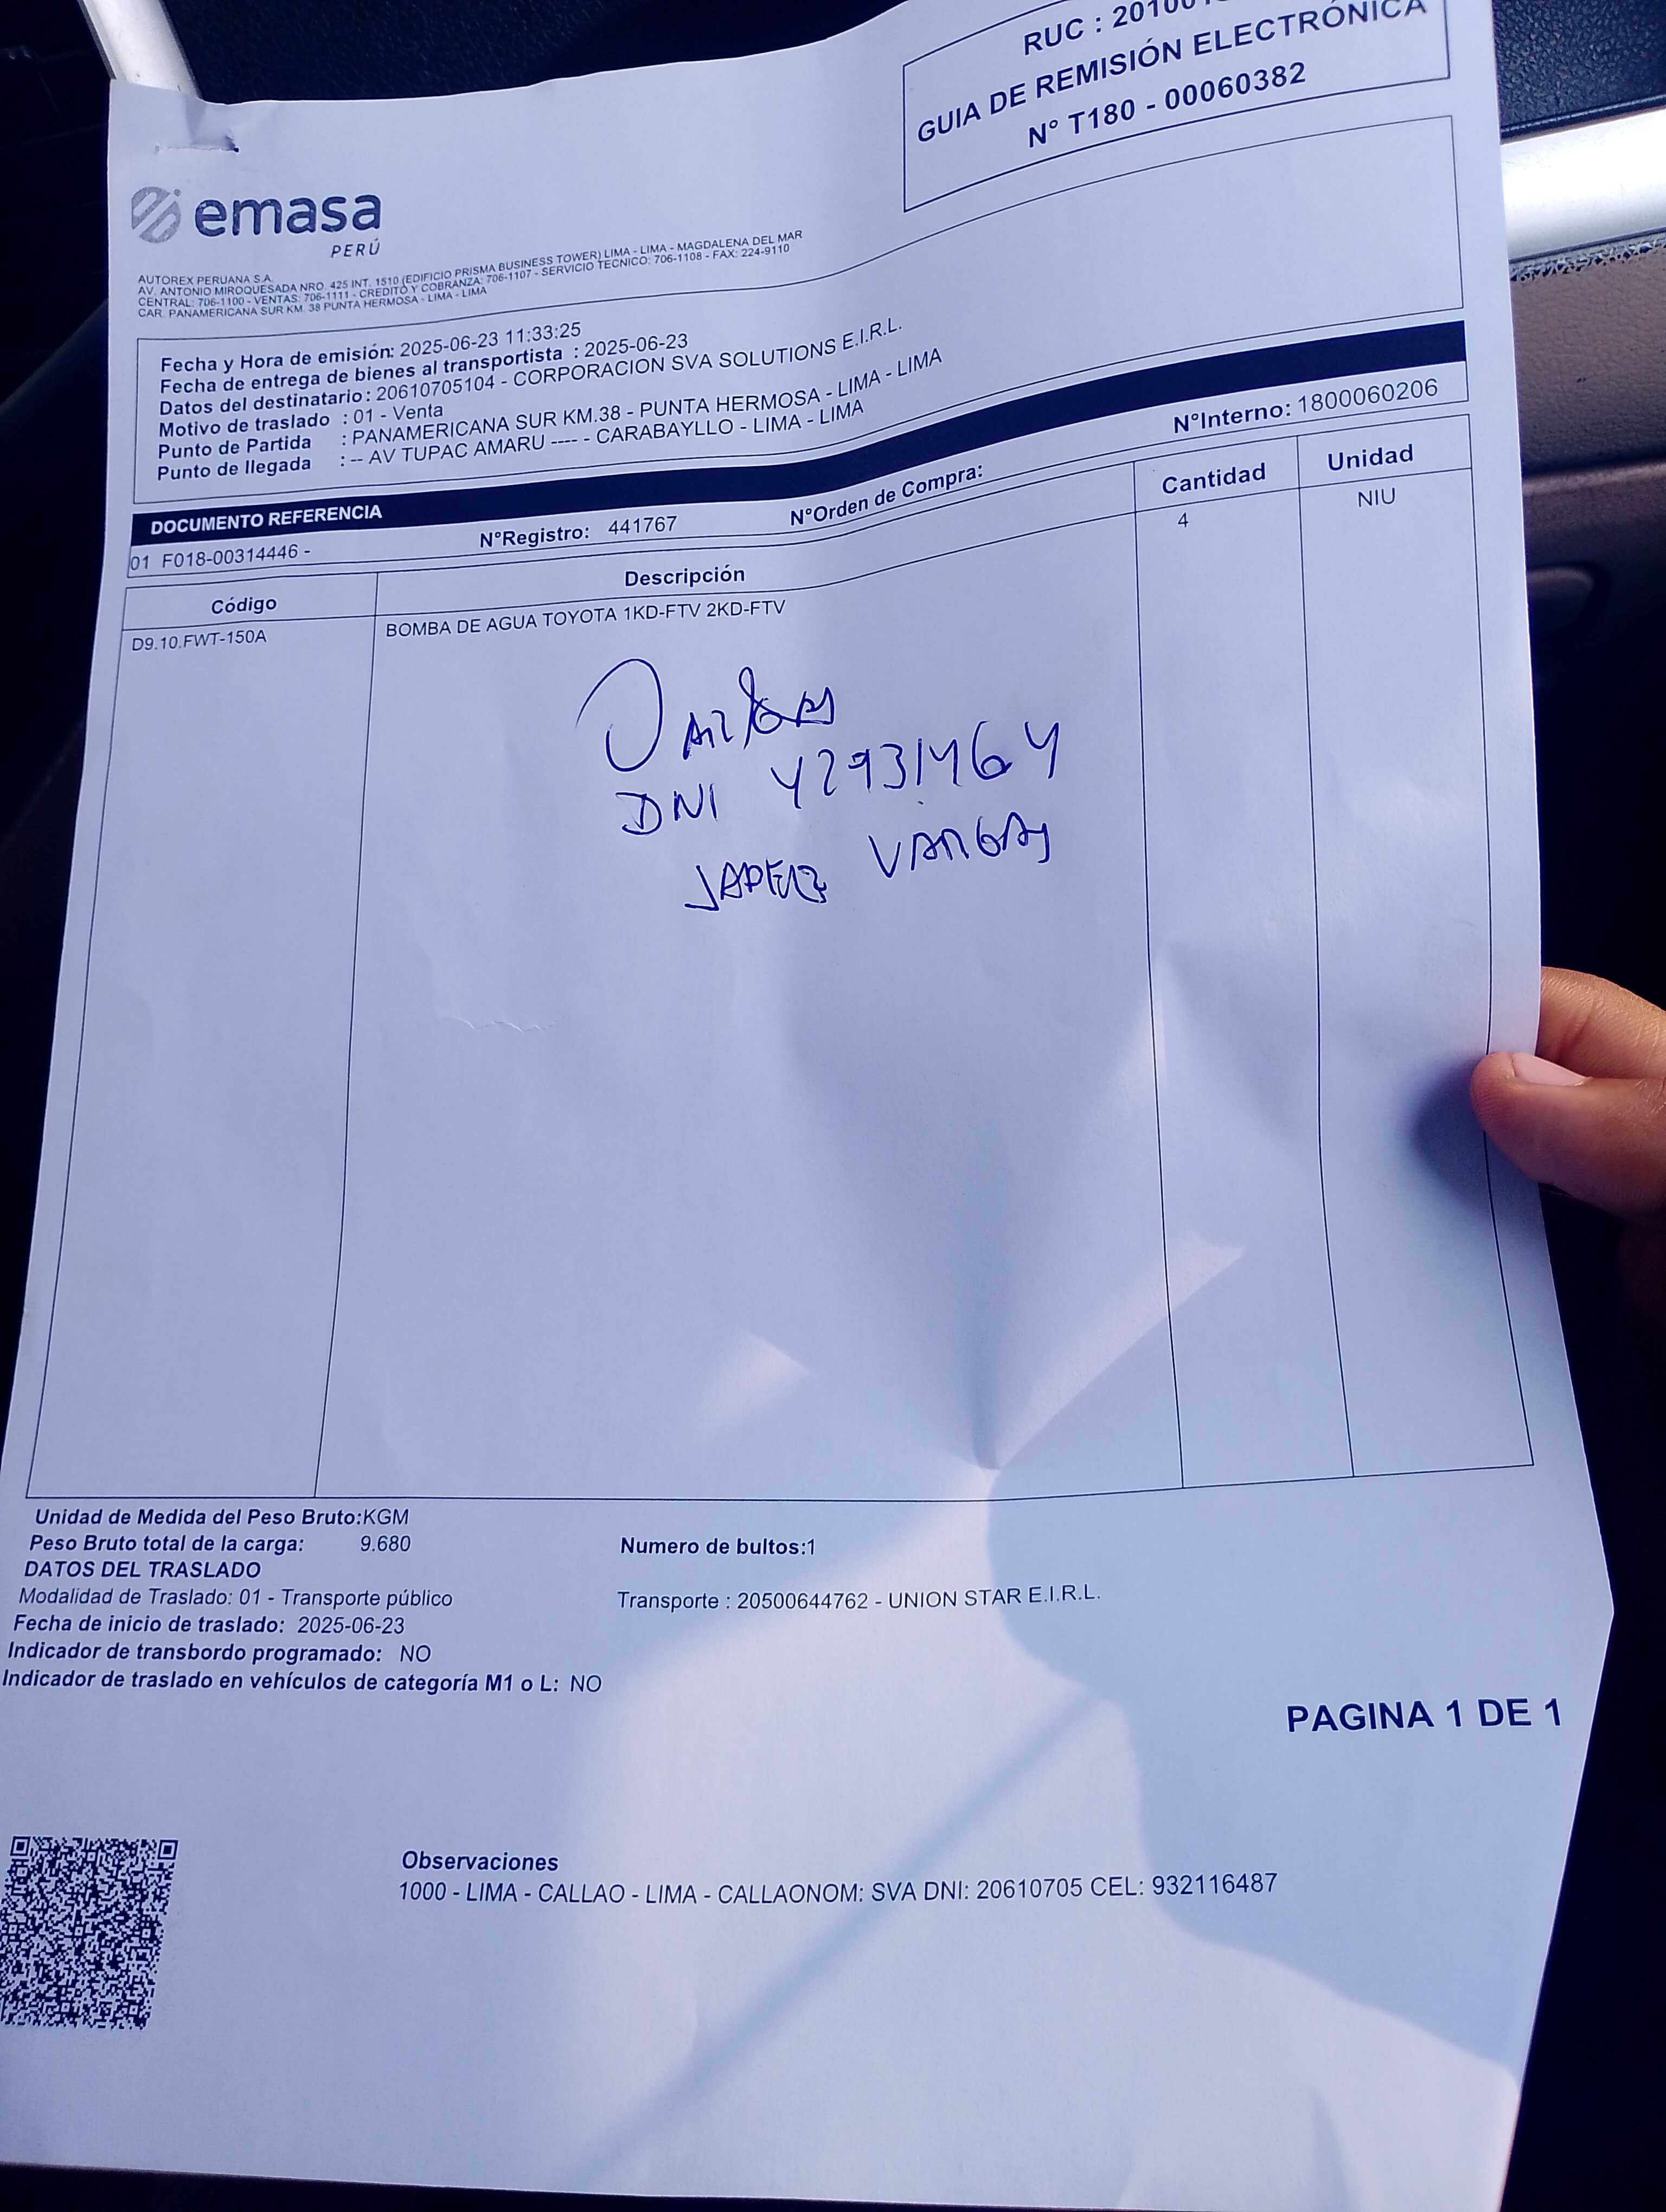 RUC : 20100
GUIA DE REMISIÓN ELECTRÓNICA
N° T180 - 00060382
emasa
PERÚ
AUTOREX PERUANA S.A.
AV. ANTONIO MIROQUESADA NRO. 425 INT. 1510 (EDIFICIO PRISMA BUSINESS TOWER) LIMA - LIMA - MAGDALENA DEL MAR
CENTRAL: 706-1100 - VENTAS: 706-1111 - CREDITO Y COBRANZA: 706-1107 - SERVICIO TECNICO: 706-1108 - FAX: 224-9110
CAR. PANAMERICANA SUR KM. 38 PUNTA HERMOSA - LIMA - LIMA
Fecha y Hora de emisión: 2025-06-23 11:33:25
Fecha de entrega de bienes al transportista : 2025-06-23
Datos del destinatario: 20610705104 - CORPORACION SVA SOLUTIONS E.I.R.L.
Motivo de traslado : 01 - Venta
Punto de Partida : PANAMERICANA SUR KM.38 - PUNTA HERMOSA - LIMA - LIMA
Punto de llegada : -- AV TUPAC AMARU ---- - CARABAYLLO - LIMA - LIMA
DOCUMENTO REFERENCIA
01 F018-00314446 - N°Registro: 441767 N°Orden de Compra: N°Interno: 1800060206
Código Descripción Cantidad Unidad
D9.10.FWT-150A BOMBA DE AGUA TOYOTA 1KD-FTV 2KD-FTV 4 NIU
DNI 42931464
VARGAS
Unidad de Medida del Peso Bruto:KGM
Peso Bruto total de la carga: 9.680 Numero de bultos:1
DATOS DEL TRASLADO
Modalidad de Traslado: 01 - Transporte público Transporte : 20500644762 - UNION STAR E.I.R.L.
Fecha de inicio de traslado: 2025-06-23
Indicador de transbordo programado: NO
Indicador de traslado en vehículos de categoría M1 o L: NO
PAGINA 1 DE 1
Observaciones
1000 - LIMA - CALLAO - LIMA - CALLAONOM: SVA DNI: 20610705 CEL: 932116487